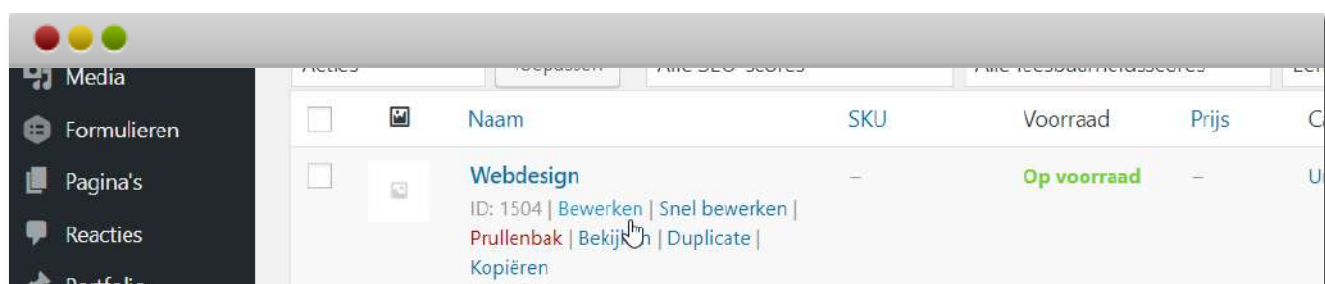 Media
Formulieren
Pagina's
Reacties
Naam SKU Voorraad Prijs
Webdesign – Op voorraad –
ID: 1504 | Bewerken | Snel bewerken |
Prullenbak | Bekijken | Duplicate |
Kopiëren